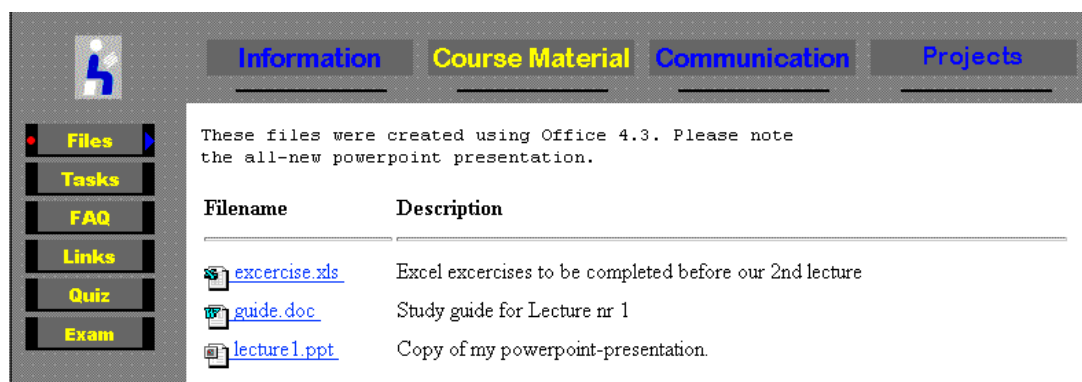 Information Course Material Communication Projects
Files
Tasks
FAQ
Links
Quiz
Exam
These files were created using Office 4.3. Please note
the all-new powerpoint presentation.
Filename Description
excercise.xls Excel excercises to be completed before our 2nd lecture
guide.doc Study guide for Lecture nr 1
lecture1.ppt Copy of my powerpoint-presentation.